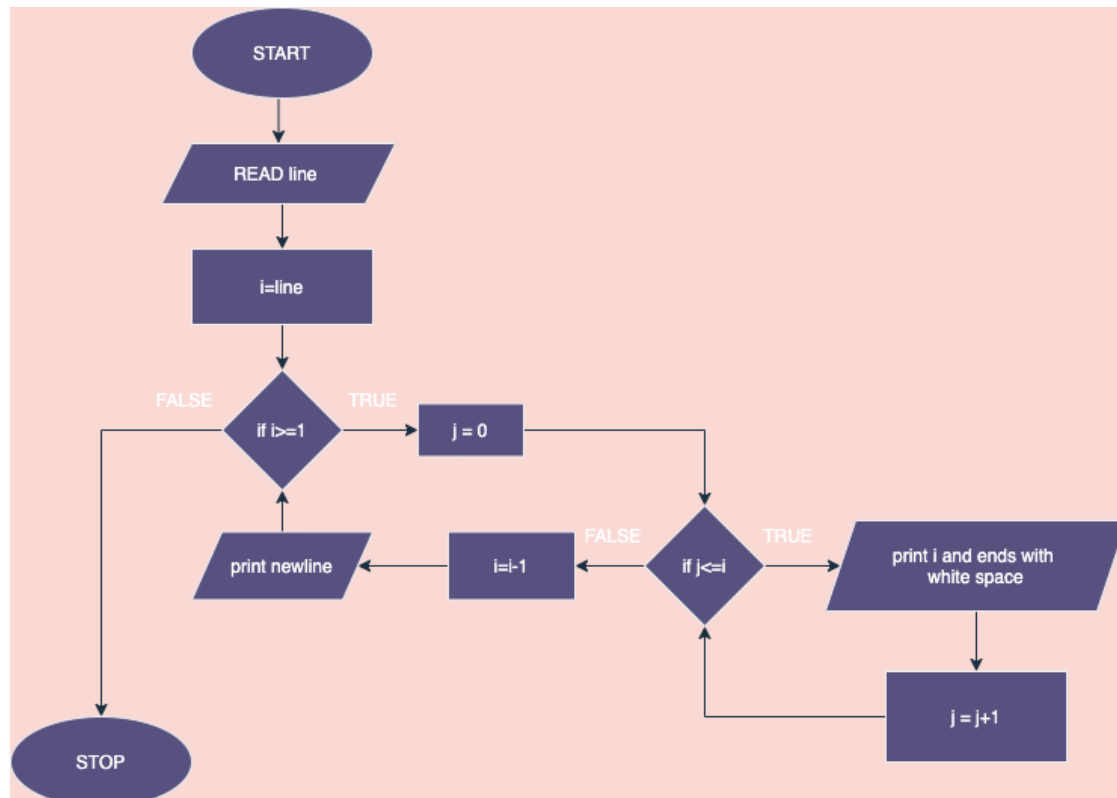 START
READ line
i=line
FALSE
TRUE
if i>=1
j = 0
FALSE
TRUE
print newline
i=i-1
if j<=i
print i and ends with
white space
j = j+1
STOP